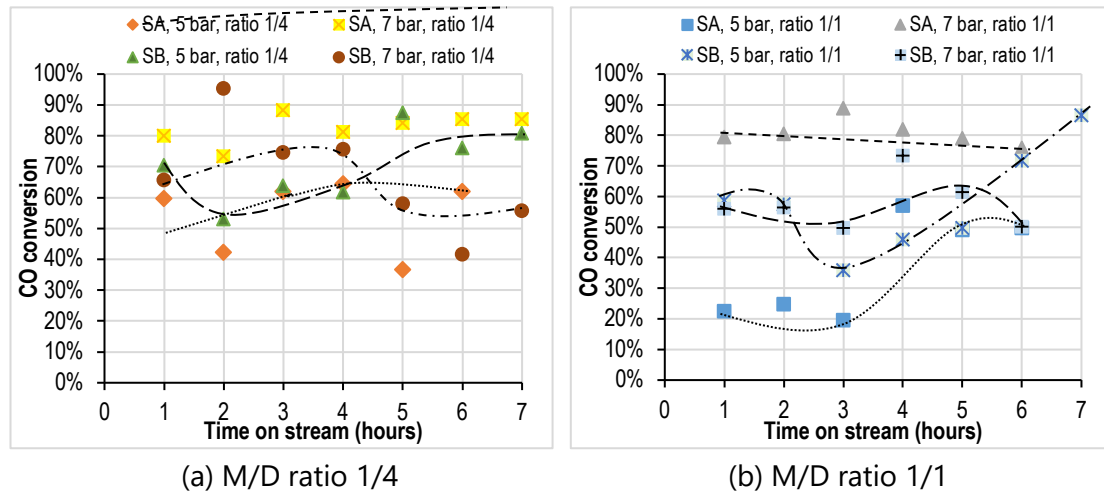 SA, 5 bar, ratio 1/4 SA, 7 bar, ratio 1/4
SB, 5 bar, ratio 1/4 SB, 7 bar, ratio 1/4
100%
90%
80%
70%
60%
50%
40%
30%
20%
10%
0%
0 1 2 3 4 5 6 7
CO conversion
Time on stream (hours)
(a) M/D ratio 1/4
SA, 5 bar, ratio 1/1 SA, 7 bar, ratio 1/1
SB, 5 bar, ratio 1/1 SB, 7 bar, ratio 1/1
100%
90%
80%
70%
60%
50%
40%
30%
20%
10%
0%
0 1 2 3 4 5 6 7
CO conversion
Time on stream (hours)
(b) M/D ratio 1/1